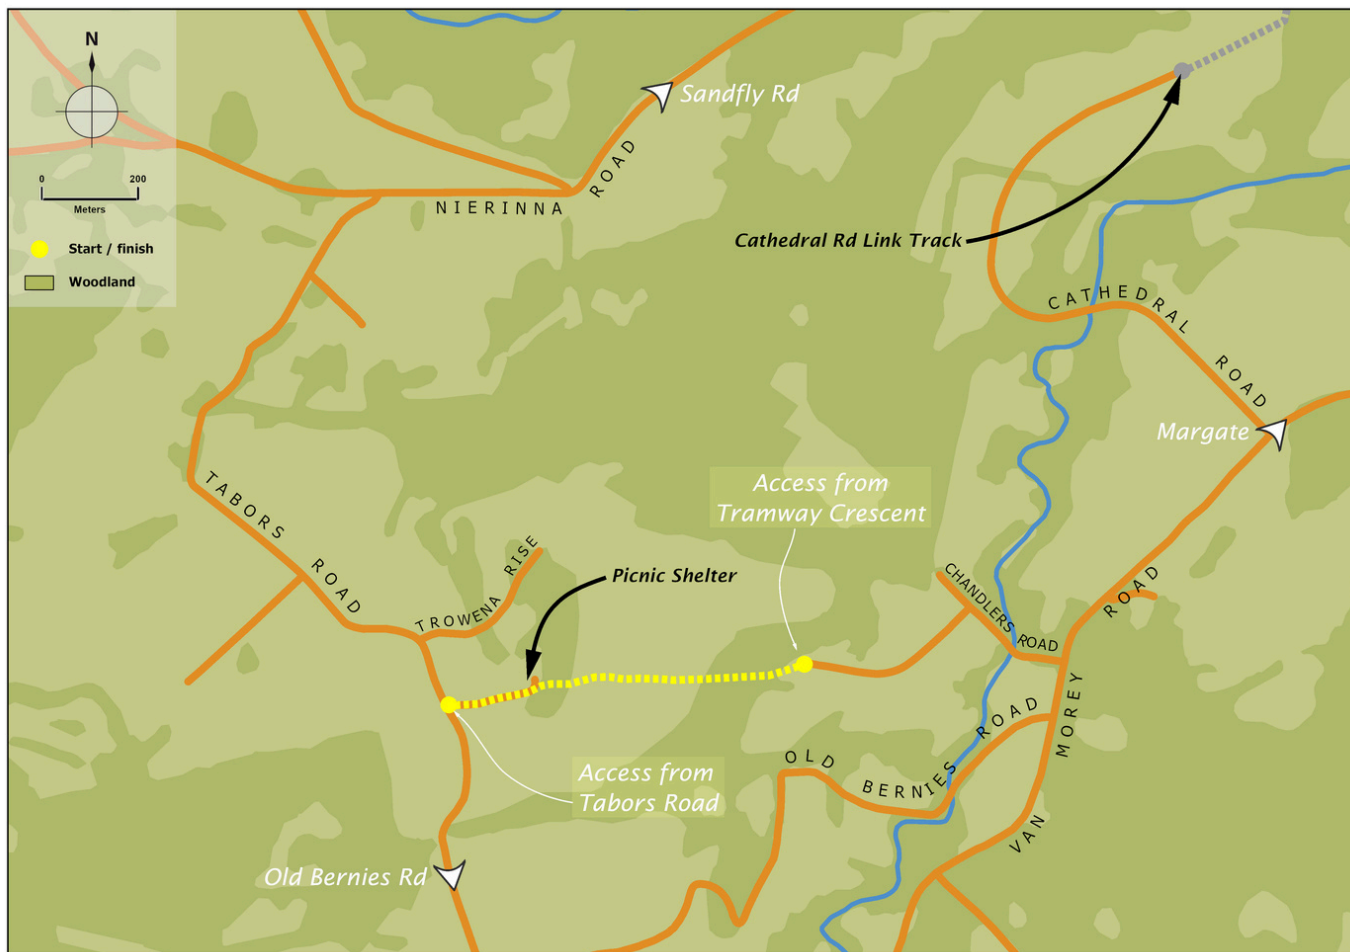 N
0 200
Meters
Start / finish
Woodland
Sandfly Rd
NIERINNA ROAD
Cathedral Rd Link Track
CATHEDRAL ROAD
Margate
TABORS ROAD
Access from
Tramway Crescent
TROWENA RISE
Picnic Shelter
CHANDLERS ROAD
VAN MOREY ROAD
Access from
Tabors Road
OLD BERNIES ROAD
Old Bernies Rd